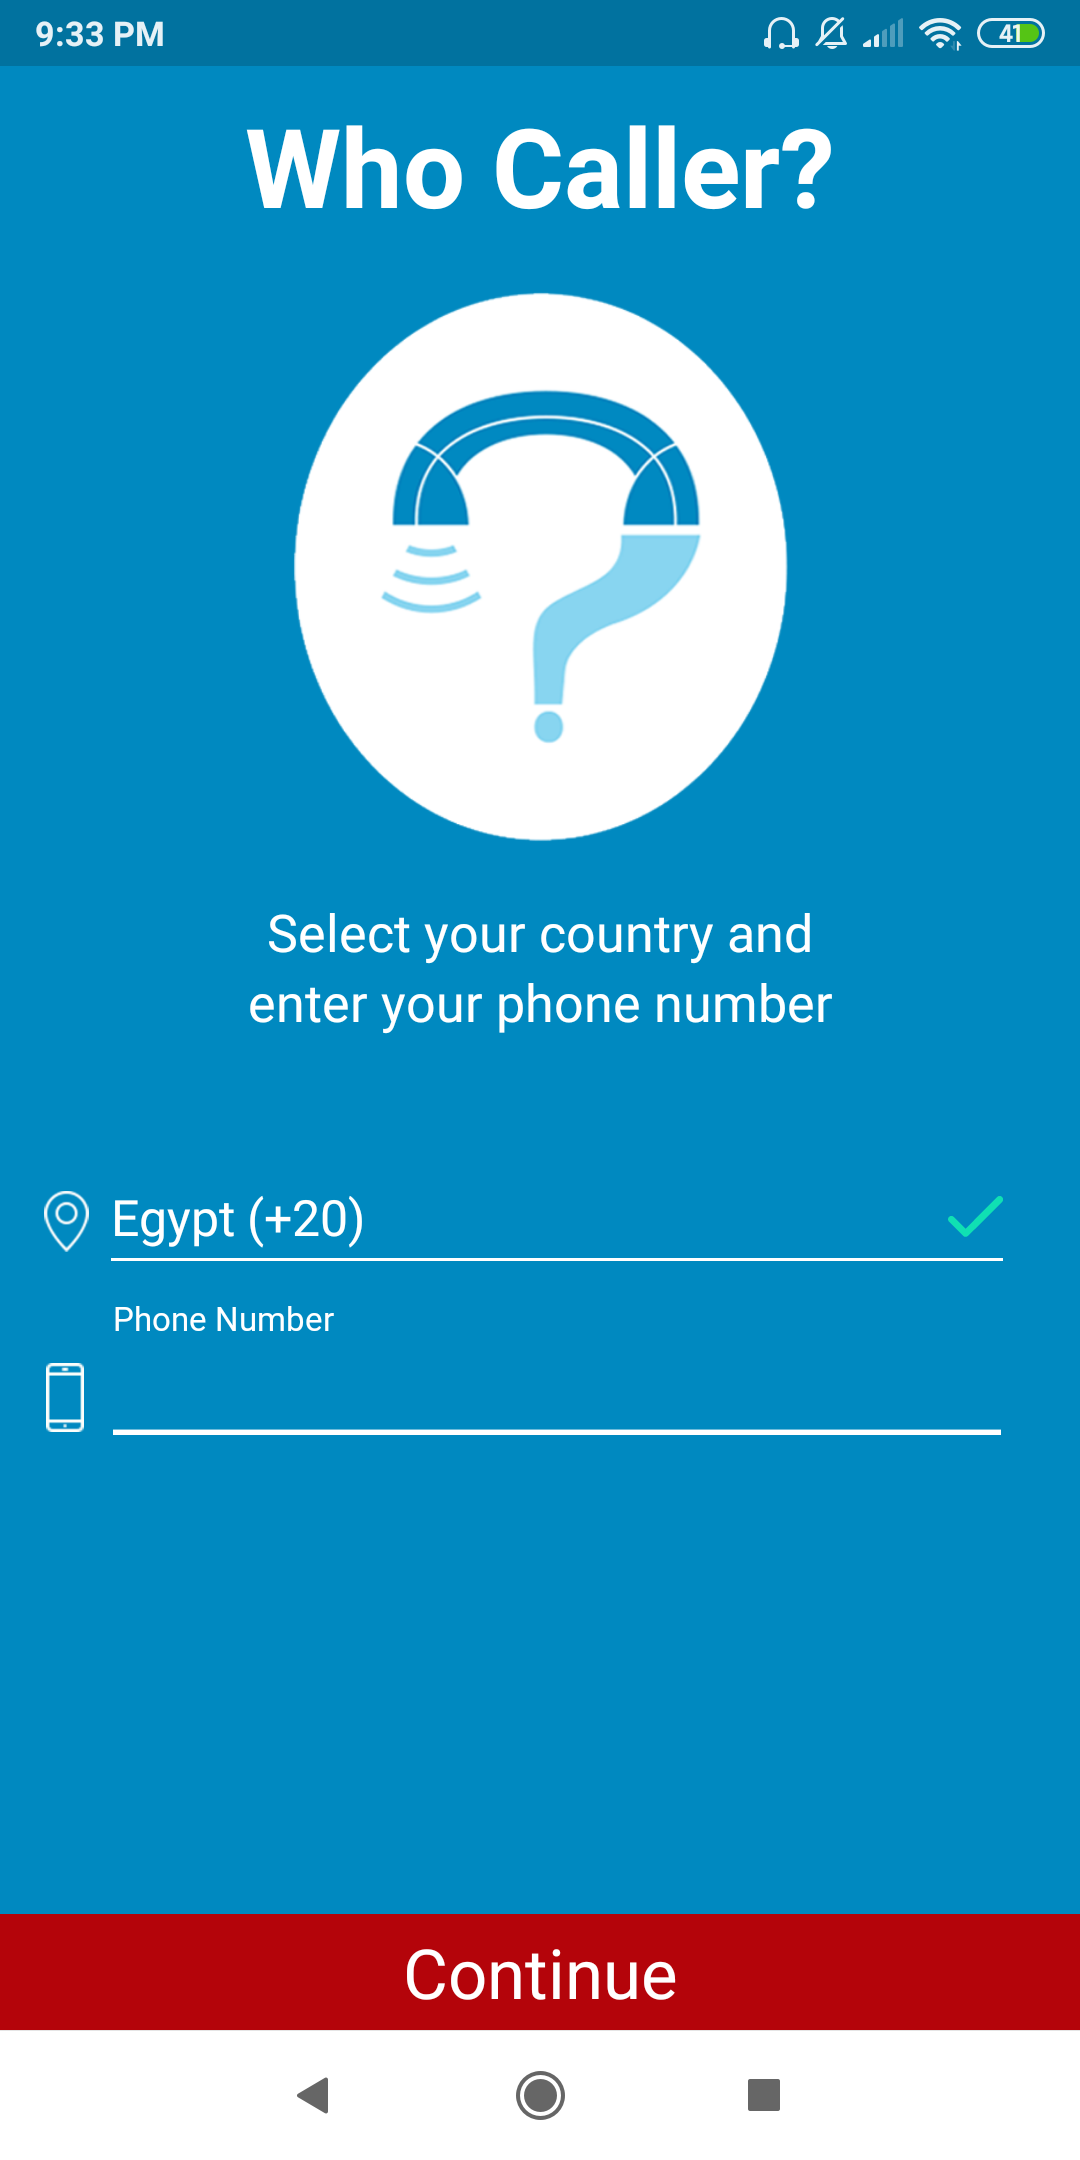 9:33 PM
41
Who Caller?
Select your country and
enter your phone number
Egypt (+20)
Phone Number
Continue